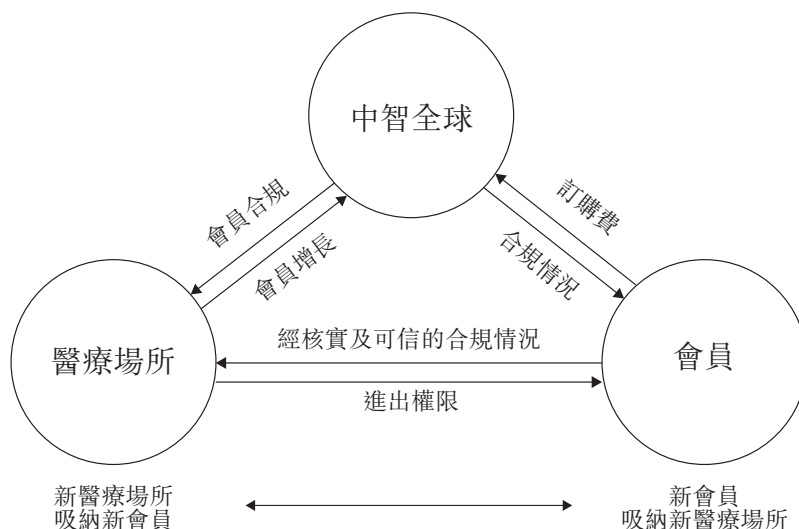 中智全球
會員合規
會員增長
訂購費
合規情況
醫療場所
經核實及可信的合規情況
進出權限
會員
新醫療場所
吸納新會員
新會員
吸納新醫療場所